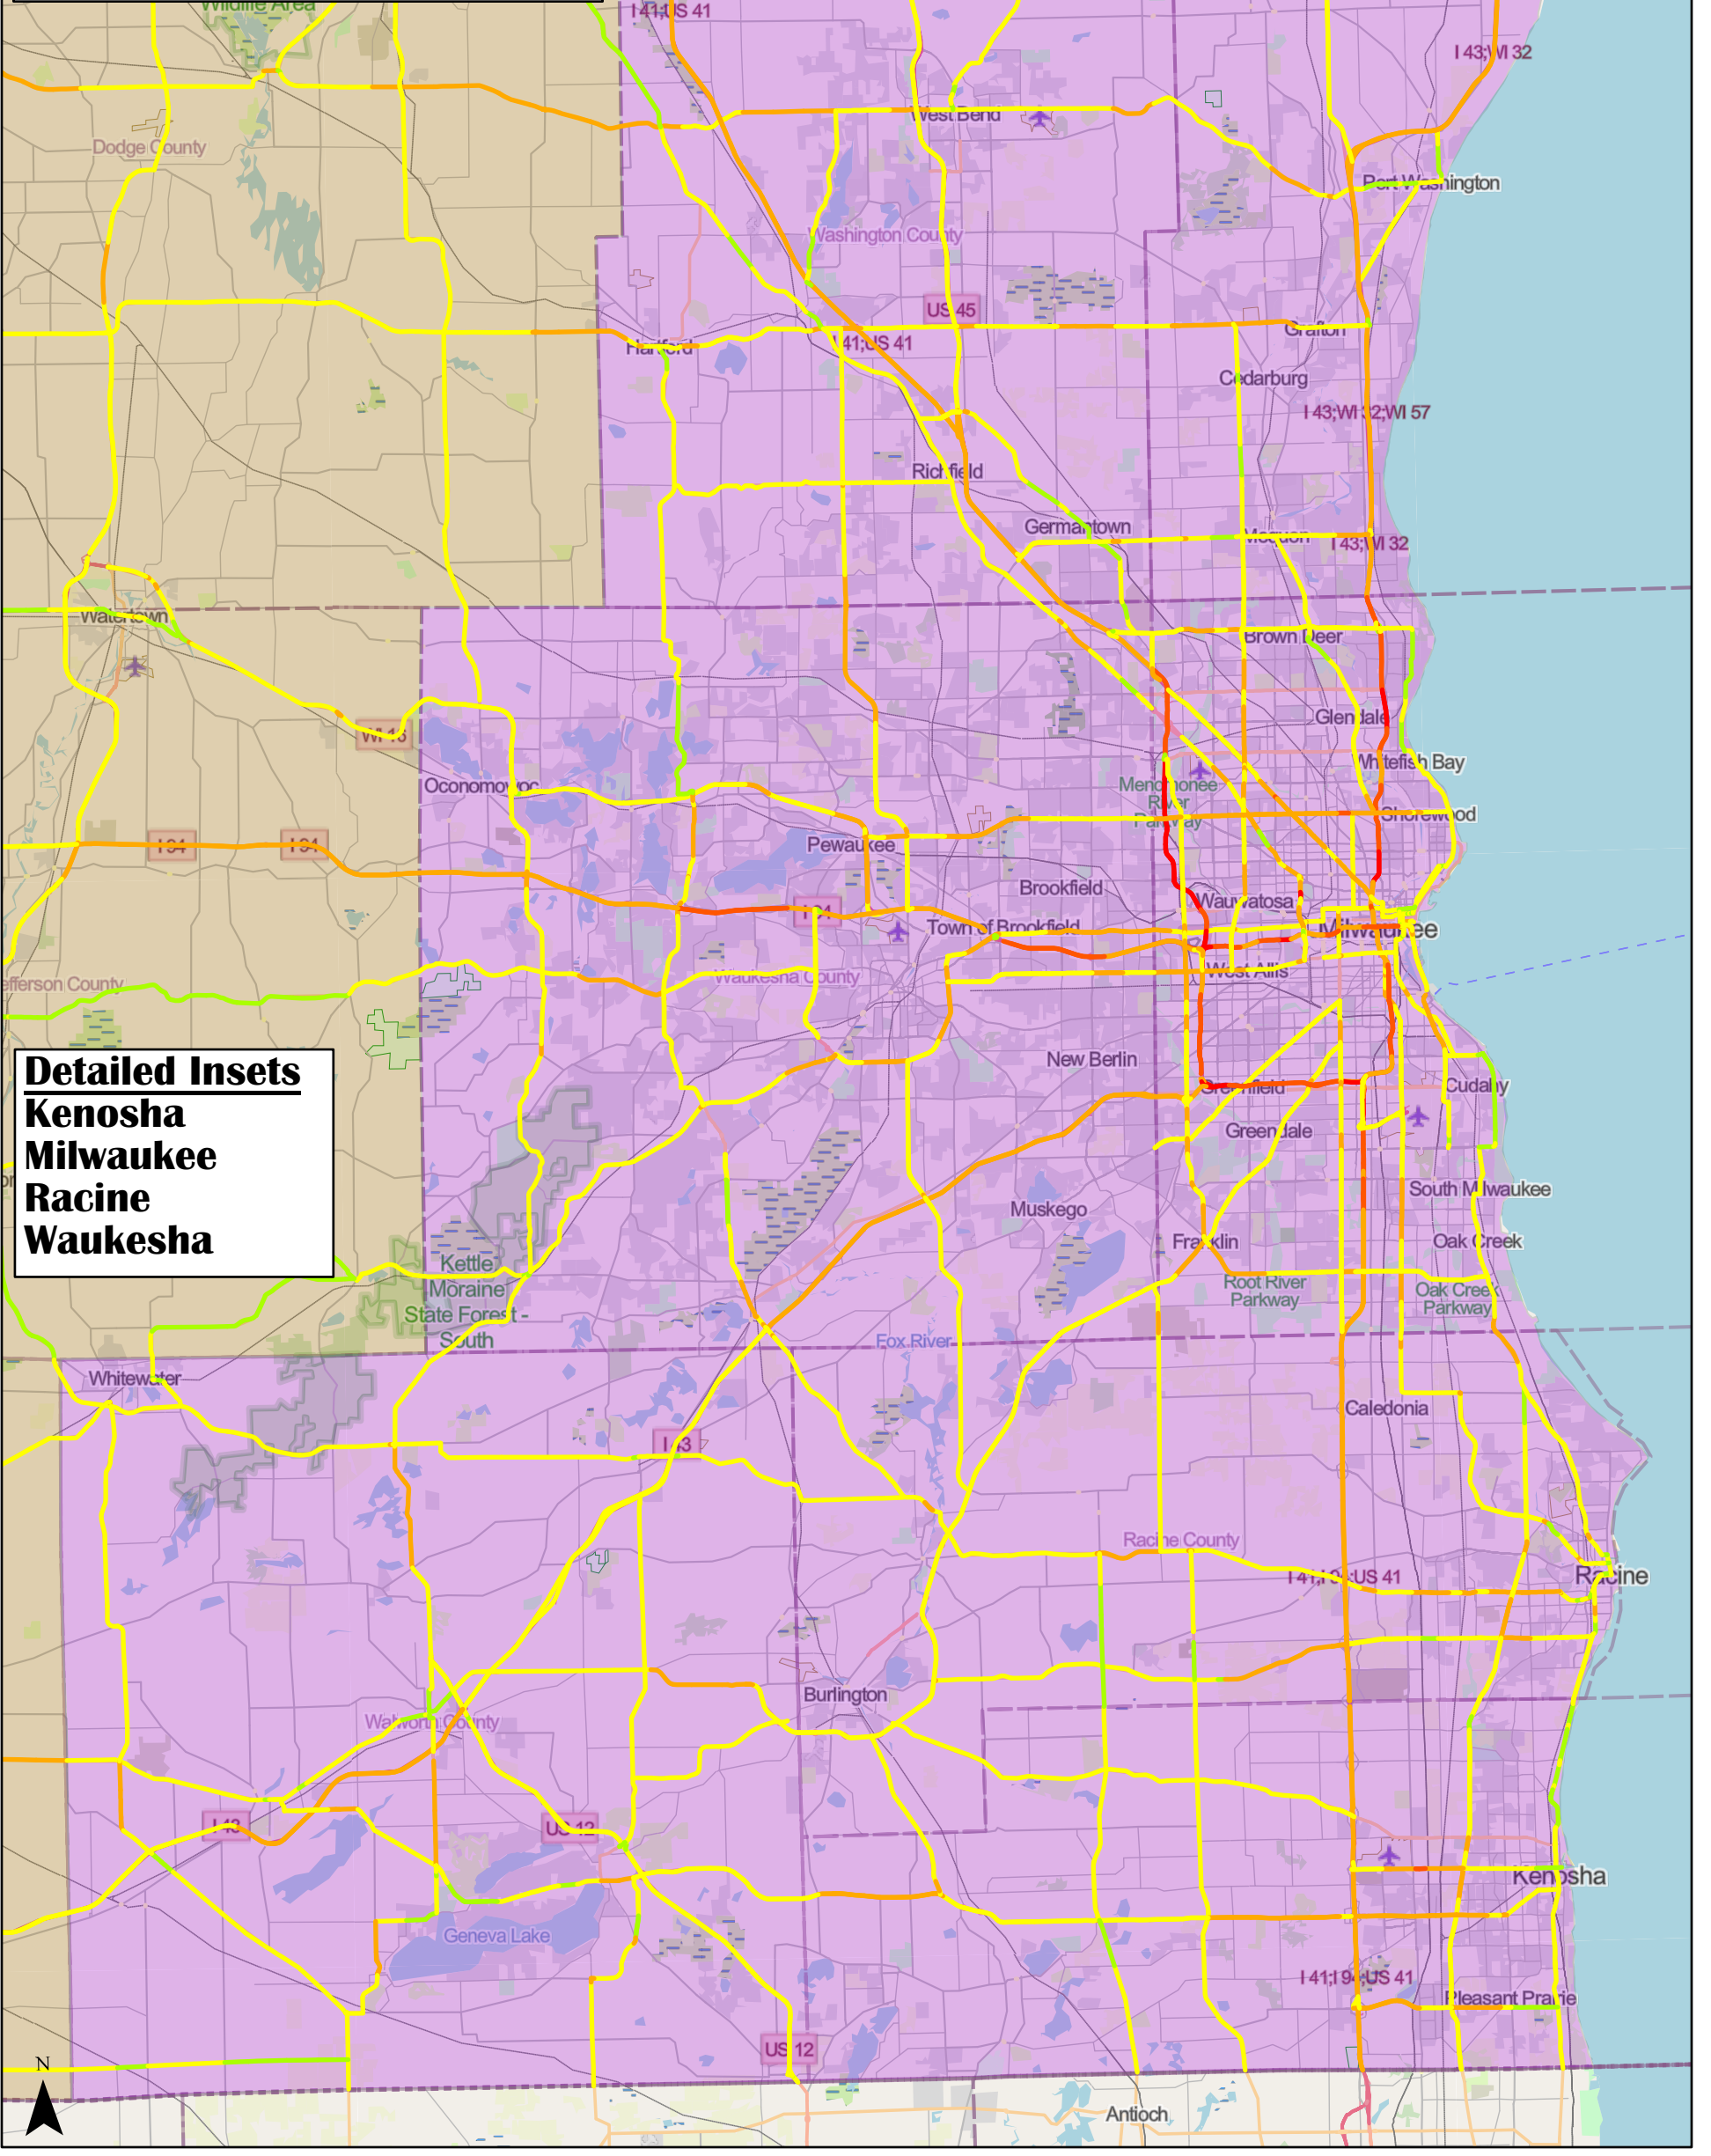 Wildlife Area
I 41;US 41
I 43;WI 32
West Bend
Dodge County
Port Washington
Washington County
US 45
Grafton
Hartford
I 41;US 41
Cedarburg
I 43;WI 32;WI 57
Richfield
Germantown
Mequon
I 43;WI 32
Watertown
Brown Deer
Glendale
WI 16
Whitefish Bay
Oconomowoc
Menomonee
River
Parkway
Shorewood
I 94
I 94
Pewaukee
Brookfield
Wauwatosa
I 94
Town of Brookfield
Milwaukee
West Allis
Waukesha County
efferson County
Detailed Insets
Kenosha
Milwaukee
Racine
Waukesha
New Berlin
Greenfield
Cudahy
Greendale
South Milwaukee
Muskego
Franklin
Oak Creek
Kettle
Moraine
State Forest -
South
Root River
Parkway
Oak Creek
Parkway
Fox River
Whitewater
Caledonia
I 43
Racine County
I 41;I 94;US 41
Racine
Burlington
Walworth County
I 43
US 12
Kenosha
Geneva Lake
I 41;I 94;US 41
Pleasant Prairie
US 12
N
Antioch